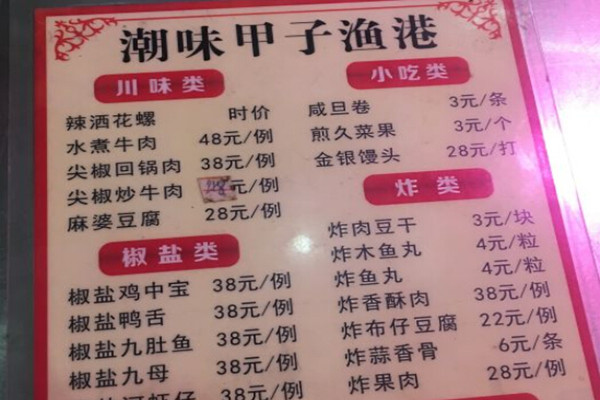 潮味甲子渔港
川味类
辣洒花螺 时价
水煮牛肉 48元/例
尖椒回锅肉 38元/例
尖椒炒牛肉 元/例
麻婆豆腐 28元/例
椒盐类
椒盐鸡中宝 38元/例
椒盐鸭舌 38元/例
椒盐九肚鱼 38元/例
椒盐九母 38元/例
河虾仔 38元/例
小吃类
咸旦卷 3元/条
煎久菜果 3元/个
金银馒头 28元/打
炸类
炸肉豆干 3元/块
炸木鱼丸 4元/粒
炸鱼丸 4元/粒
炸香酥肉 38元/例
炸布仔豆腐 22元/例
炸蒜香骨 6元/条
炸果肉 28元/例